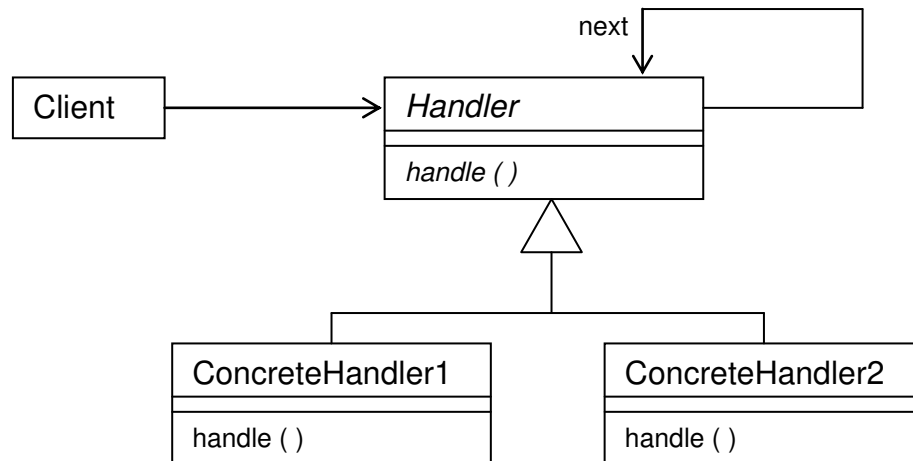 next
Client
Handler
handle ( )
ConcreteHandler1
handle ( )
ConcreteHandler2
handle ( )